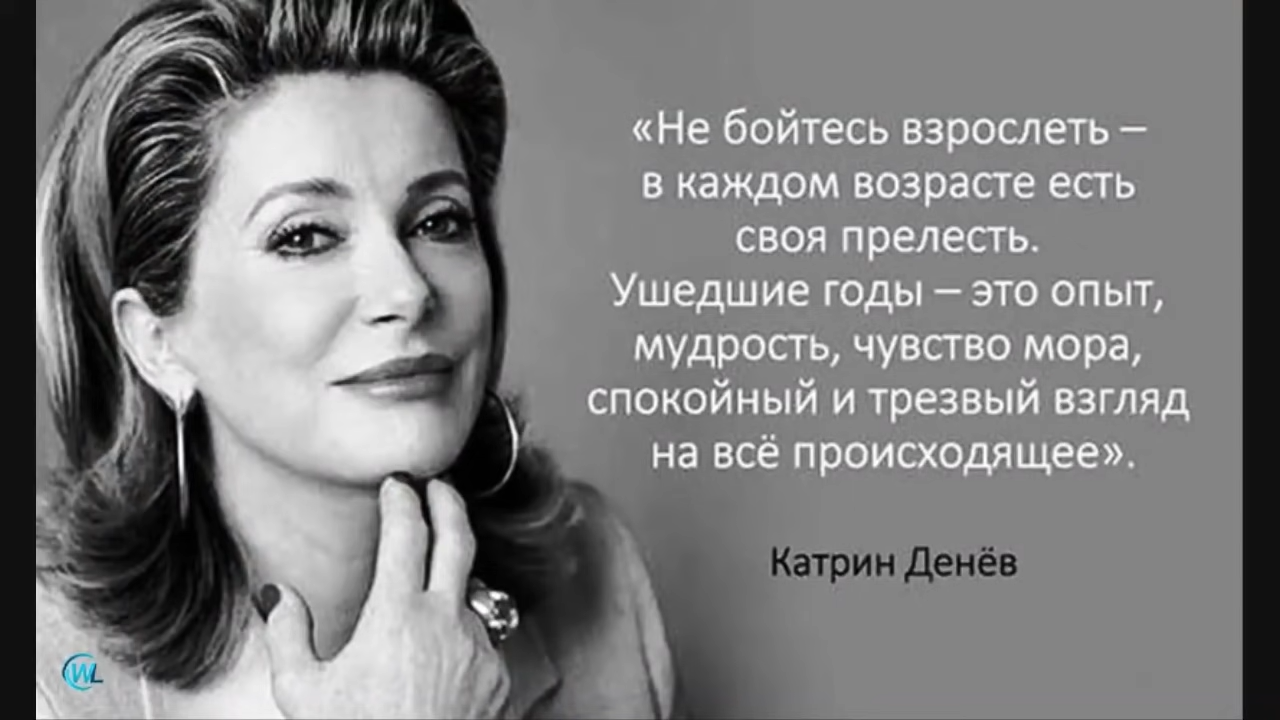 «Не бойтесь взрослеть –
в каждом возрасте есть
своя прелесть.
Ушедшие годы – это опыт,
мудрость, чувство мора,
спокойный и трезвый взгляд
на всё происходящее».
Катрин Денёв
WL